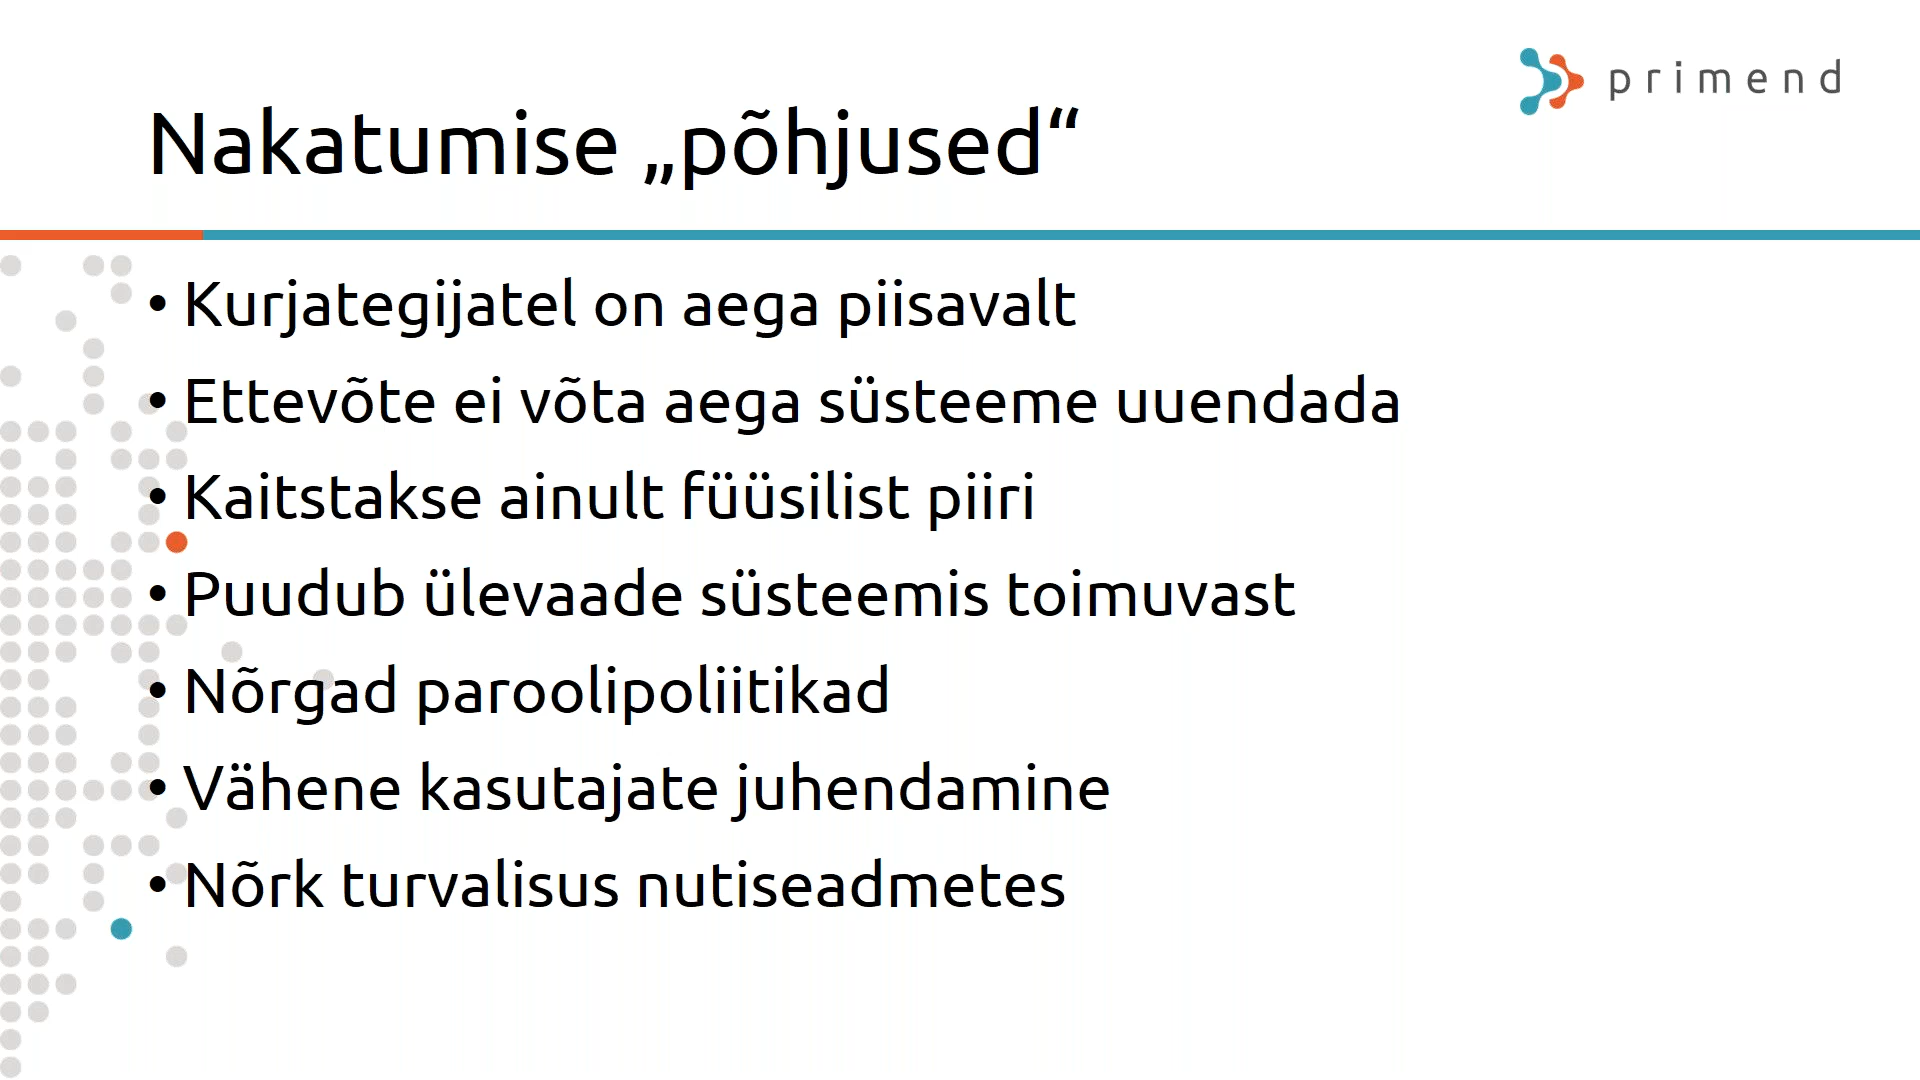 primend
Nakatumise „põhjused“
• Kurjategijatel on aega piisavalt
• Ettevõte ei võta aega süsteeme uuendada
• Kaitstakse ainult füüsilist piiri
• Puudub ülevaade süsteemis toimuvast
• Nõrgad paroolipoliitikad
• Vähene kasutajate juhendamine
• Nõrk turvalisus nutiseadmetes